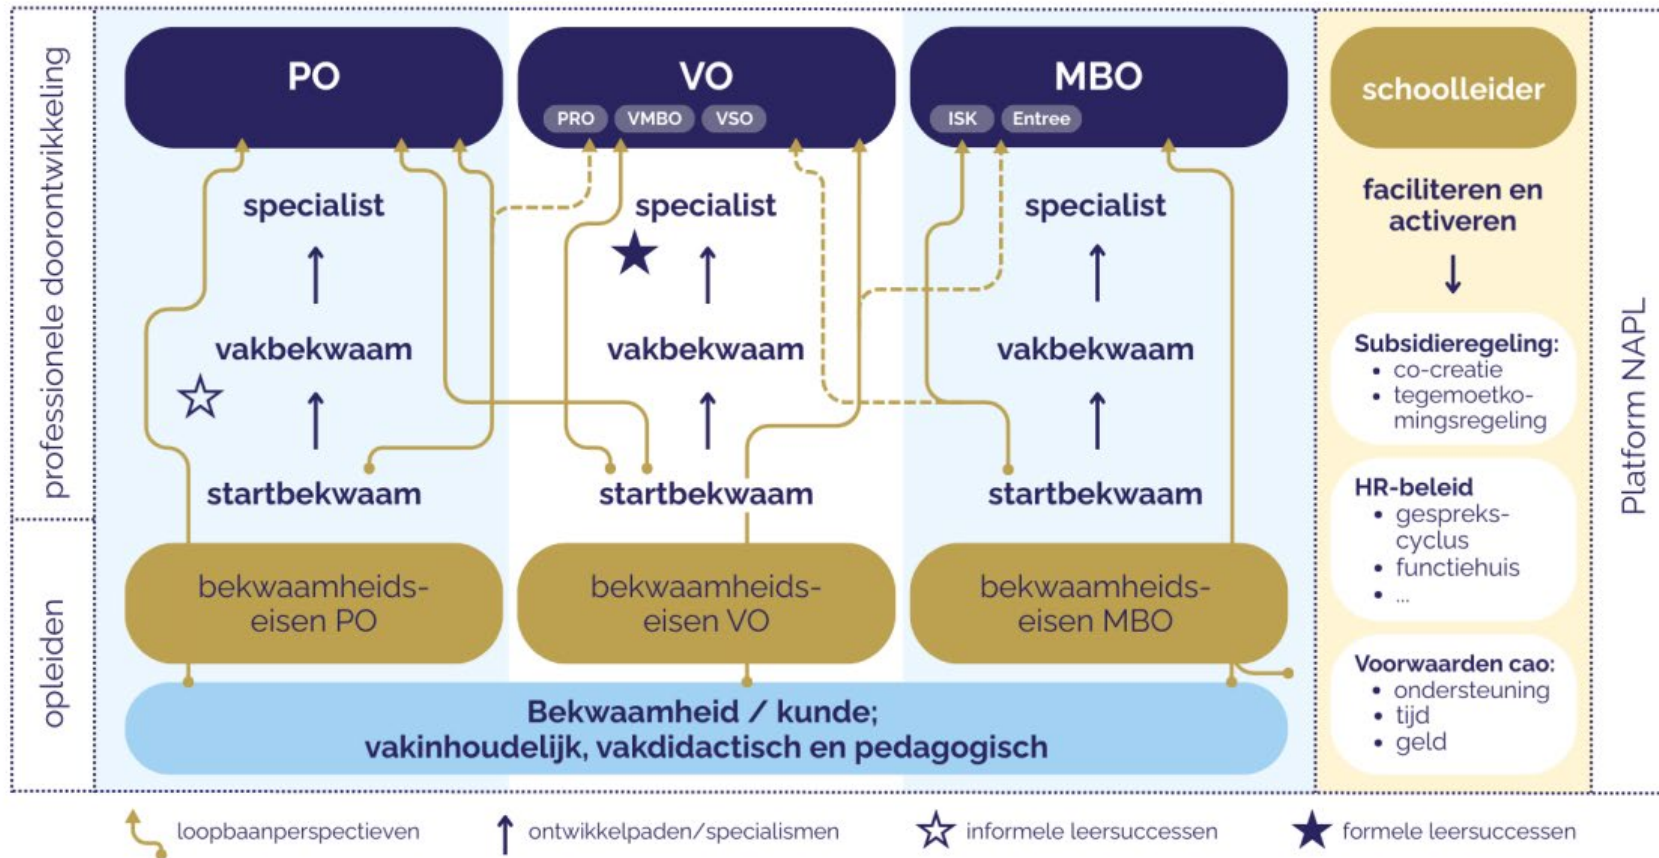 professionele doorontwikkeling
opleiden
PO
VO
PRO
VMBO
VSO
MBO
ISK
Entree
specialist
specialist
specialist
vakbekwaam
vakbekwaam
vakbekwaam
startbekwaam
startbekwaam
startbekwaam
bekwaamheids-
eisen PO
bekwaamheids-
eisen VO
bekwaamheids-
eisen MBO
Bekwaamheid / kunde;
vakinhoudelijk, vakdidactisch en pedagogisch
schoolleider
faciliteren en
activeren
Subsidieregeling:
• co-creatie
• tegemoetko-
mingsregeling
HR-beleid
• gespreks-
cyclus
• functiehuis
• ...
Voorwaarden cao:
• ondersteuning
• tijd
• geld
Platform NAPL
loopbaanperspectieven
ontwikkelpaden/specialismen
informele leersuccessen
formele leersuccessen